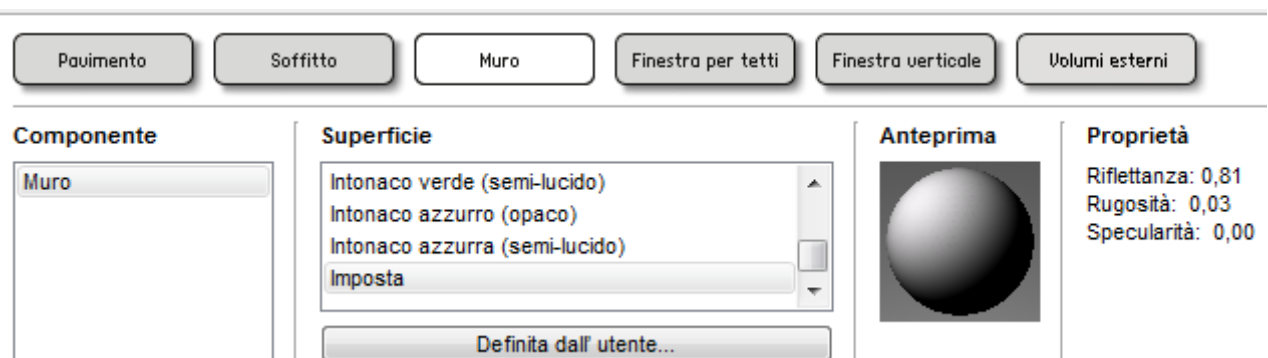 Pavimento Soffitto Muro Finestra per tetti Finestra verticale Volumi esterni
Componente Superficie Anteprima Proprietà
Muro
Intonaco verde (semi-lucido)
Intonaco azzurro (opaco)
Intonaco azzurra (semi-lucido)
Imposta
Definita dall' utente...
Riflettanza: 0,81
Rugosità: 0,03
Specularità: 0,00